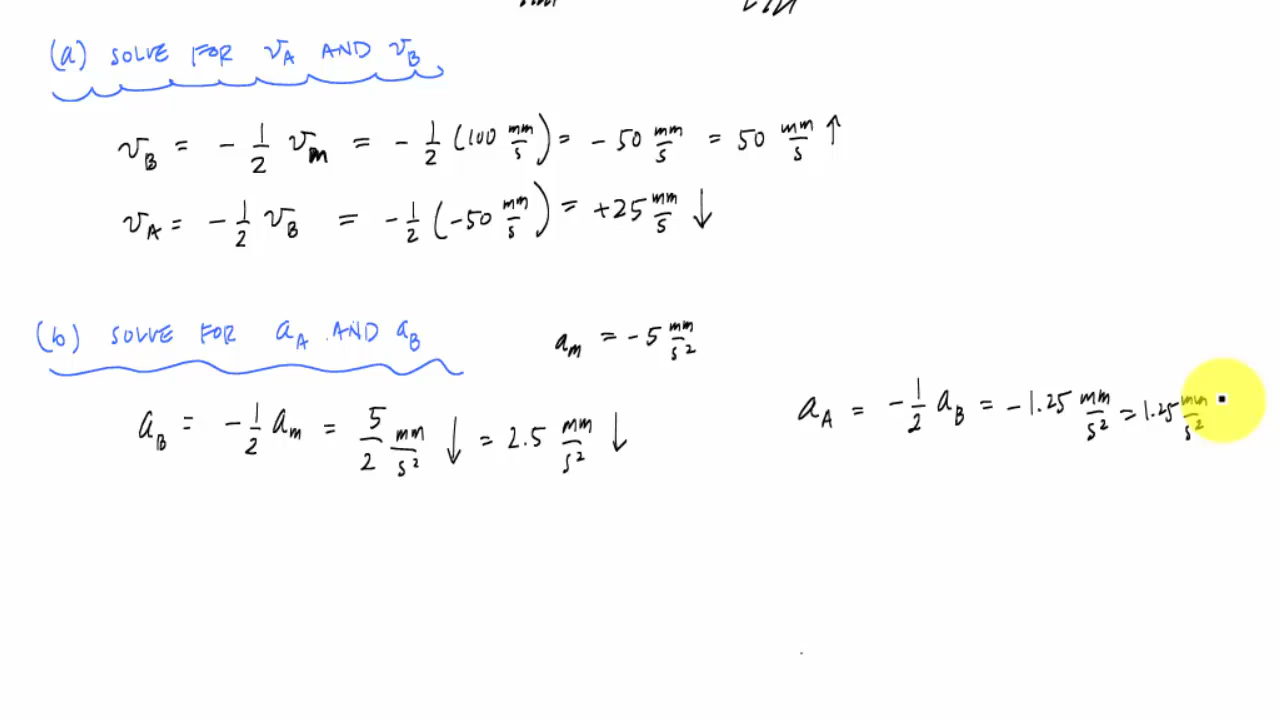 (a) SOLVE FOR v_A AND v_B
v_B = -1/2 v_m = -1/2 (100 mm/s) = -50 mm/s = 50 mm/s ↑
v_A = -1/2 v_B = -1/2 (-50 mm/s) = +25 mm/s ↓
(b) SOLVE FOR a_A AND a_B
a_m = -5 mm/s²
a_B = -1/2 a_m = 5/2 mm/s² ↓ = 2.5 mm/s² ↓
a_A = -1/2 a_B = -1.25 mm/s² = 1.25 mm/s²